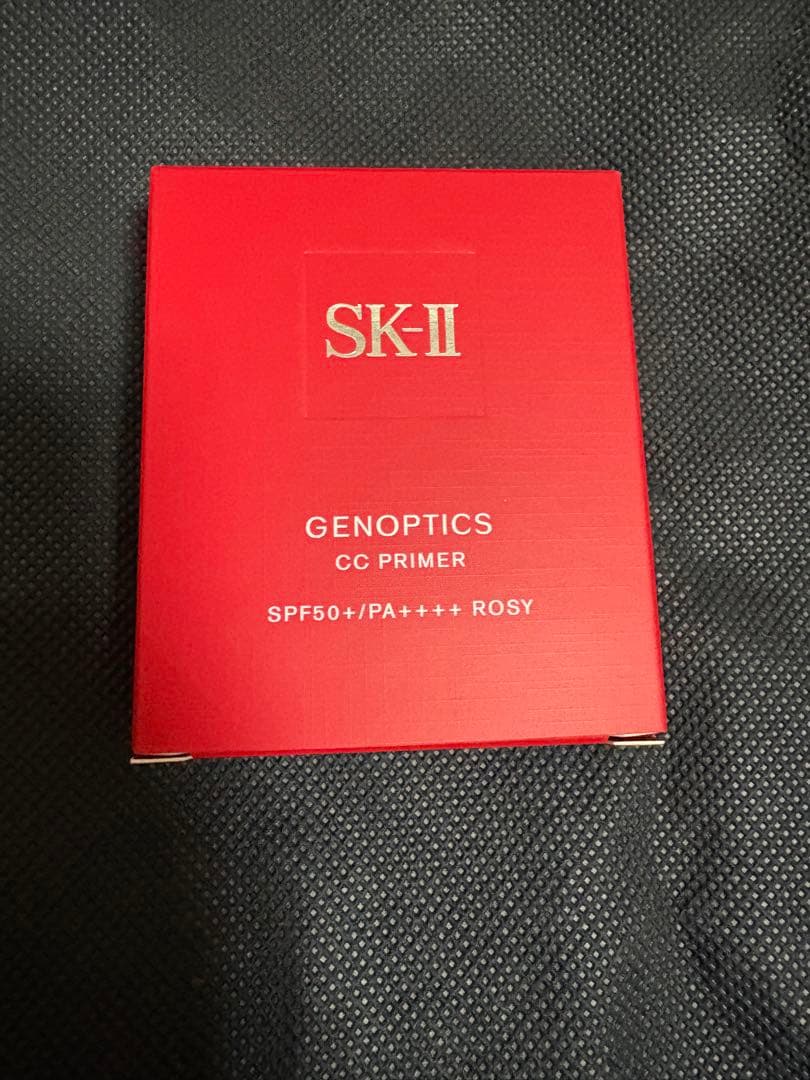 SK-II
GENOPTICS
CC PRIMER
SPF50+/PA++++ ROSY